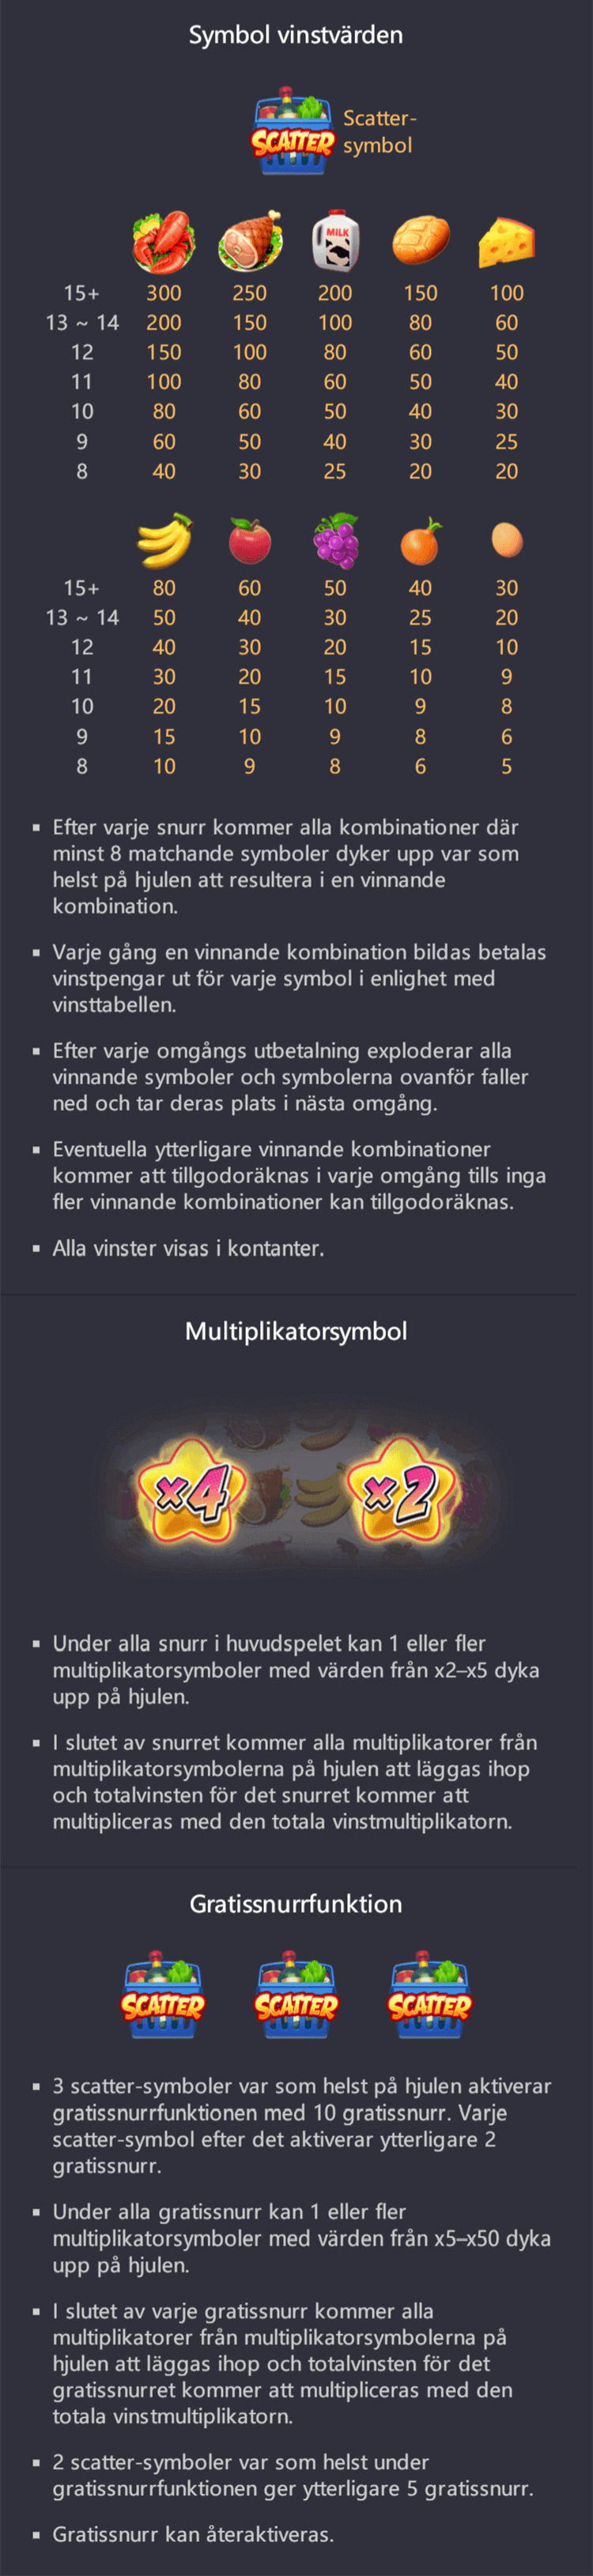 Symbol vinstvärden
SCATTER
Scatter-
symbol
MILK
15+ 300 250 200 150 100
13 ~ 14 200 150 100 80 60
12 150 100 80 60 50
11 100 80 60 50 40
10 80 60 50 40 30
9 60 50 40 30 25
8 40 30 25 20 20
15+ 80 60 50 40 30
13 ~ 14 50 40 30 25 20
12 40 30 20 15 10
11 30 20 15 10 9
10 20 15 10 9 8
9 15 10 9 8 6
8 10 9 8 6 5
▪ Efter varje snurr kommer alla kombinationer där
minst 8 matchande symboler dyker upp var som
helst på hjulen att resultera i en vinnande
kombination.
▪ Varje gång en vinnande kombination bildas betalas
vinstpengar ut för varje symbol i enlighet med
vinsttabellen.
▪ Efter varje omgångs utbetalning exploderar alla
vinnande symboler och symbolerna ovanför faller
ned och tar deras plats i nästa omgång.
▪ Eventuella ytterligare vinnande kombinationer
kommer att tillgodoräknas i varje omgång tills inga
fler vinnande kombinationer kan tillgodoräknas.
▪ Alla vinster visas i kontanter.
Multiplikatorsymbol
x4 x2
▪ Under alla snurr i huvudspelet kan 1 eller fler
multiplikatorsymboler med värden från x2–x5 dyka
upp på hjulen.
▪ I slutet av snurret kommer alla multiplikatorer från
multiplikatorsymbolerna på hjulen att läggas ihop
och totalvinsten för det snurret kommer att
multipliceras med den totala vinstmultiplikatorn.
Gratissnurrfunktion
SCATTER SCATTER SCATTER
▪ 3 scatter-symboler var som helst på hjulen aktiverar
gratissnurrfunktionen med 10 gratissnurr. Varje
scatter-symbol efter det aktiverar ytterligare 2
gratissnurr.
▪ Under alla gratissnurr kan 1 eller fler
multiplikatorsymboler med värden från x5–x50 dyka
upp på hjulen.
▪ I slutet av varje gratissnurr kommer alla
multiplikatorer från multiplikatorsymbolerna på
hjulen att läggas ihop och totalvinsten för det
gratissnurret kommer att multipliceras med den
totala vinstmultiplikatorn.
▪ 2 scatter-symboler var som helst under
gratissnurrfunktionen ger ytterligare 5 gratissnurr.
▪ Gratissnurr kan återaktiveras.